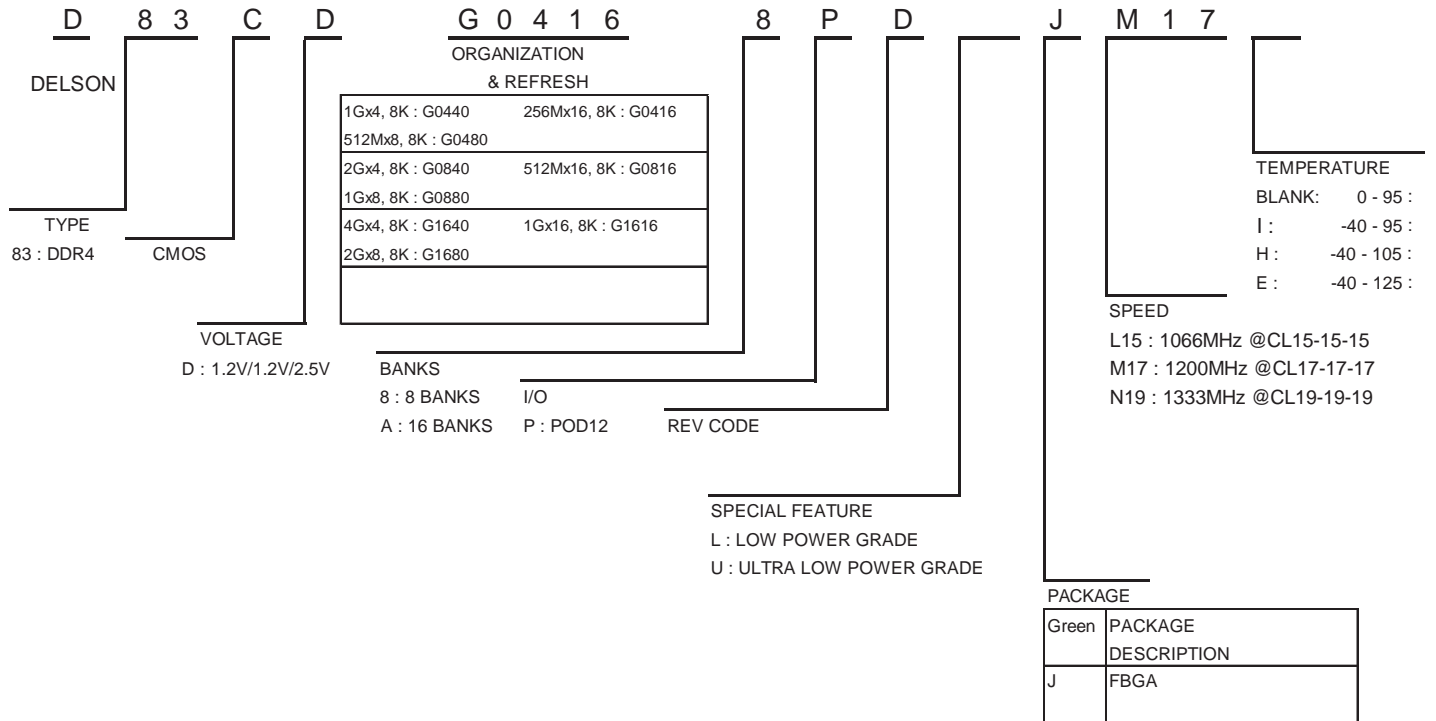 D 8 3 C D G 0 4 1 6 8 P D J M 1 7
ORGANIZATION
& REFRESH
DELSON
1Gx4, 8K : G0440 256Mx16, 8K : G0416
512Mx8, 8K : G0480
2Gx4, 8K : G0840 512Mx16, 8K : G0816
1Gx8, 8K : G0880
4Gx4, 8K : G1640 1Gx16, 8K : G1616
2Gx8, 8K : G1680
TYPE
83 : DDR4
CMOS
VOLTAGE
D : 1.2V/1.2V/2.5V
BANKS
8 : 8 BANKS
A : 16 BANKS
I/O
P : POD12
REV CODE
SPECIAL FEATURE
L : LOW POWER GRADE
U : ULTRA LOW POWER GRADE
TEMPERATURE
BLANK: 0 - 95 :
I : -40 - 95 :
H : -40 - 105 :
E : -40 - 125 :
SPEED
L15 : 1066MHz @CL15-15-15
M17 : 1200MHz @CL17-17-17
N19 : 1333MHz @CL19-19-19
PACKAGE
Green PACKAGE
DESCRIPTION
J FBGA